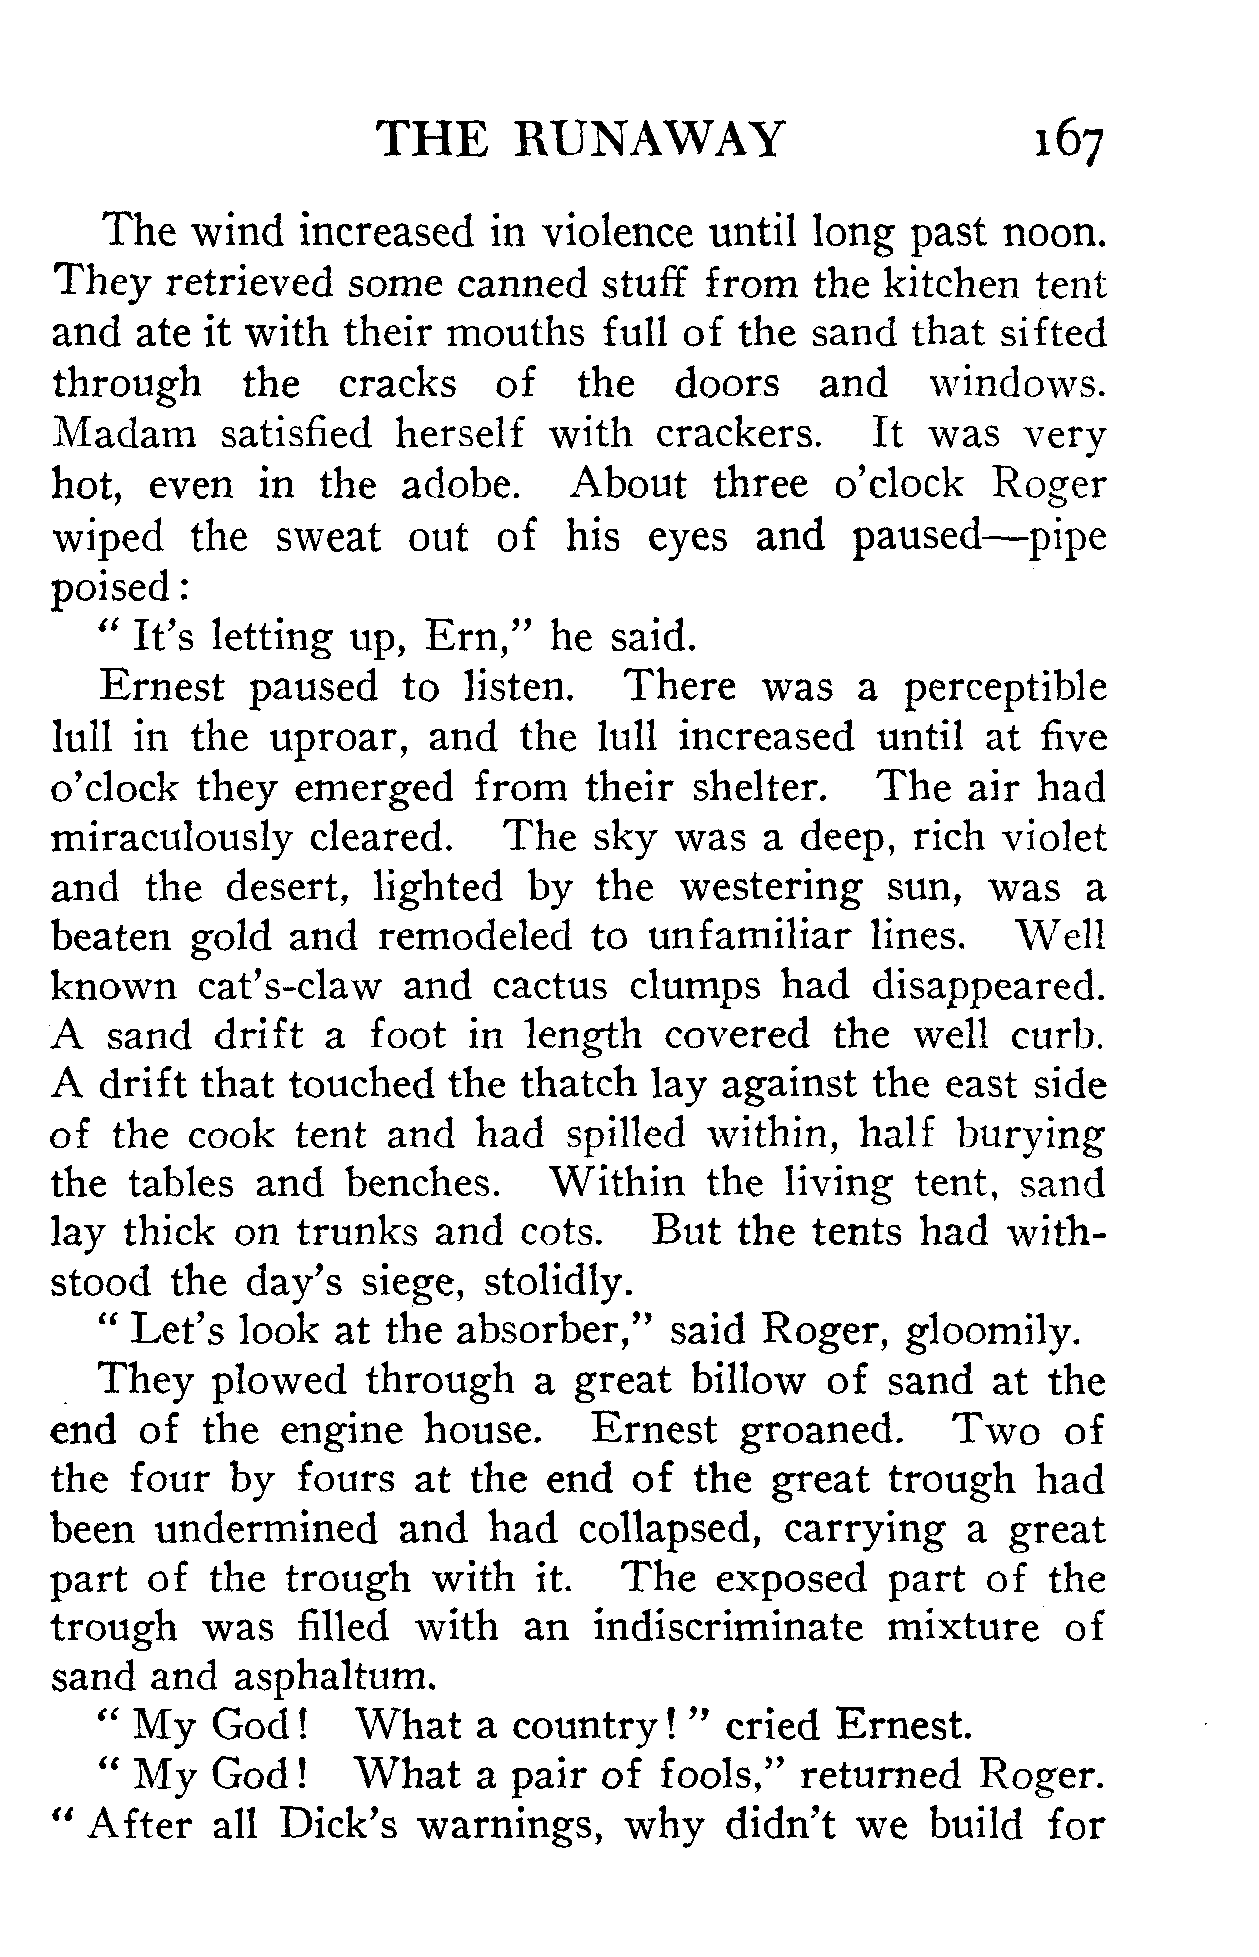 THE RUNAWAY 167
The wind increased in violence until long past noon.
They retrieved some canned stuff from the kitchen tent
and ate it with their mouths full of the sand that sifted
through the cracks of the doors and windows.
Madam satisfied herself with crackers. It was very
hot, even in the adobe. About three o'clock Roger
wiped the sweat out of his eyes and paused—pipe
poised:
" It's letting up, Ern," he said.
Ernest paused to listen. There was a perceptible
lull in the uproar, and the lull increased until at five
o'clock they emerged from their shelter. The air had
miraculously cleared. The sky was a deep, rich violet
and the desert, lighted by the westering sun, was a
beaten gold and remodeled to unfamiliar lines. Well
known cat's-claw and cactus clumps had disappeared.
A sand drift a foot in length covered the well curb.
A drift that touched the thatch lay against the east side
of the cook tent and had spilled within, half burying
the tables and benches. Within the living tent, sand
lay thick on trunks and cots. But the tents had with-
stood the day's siege, stolidly.
" Let's look at the absorber," said Roger, gloomily.
They plowed through a great billow of sand at the
end of the engine house. Ernest groaned. Two of
the four by fours at the end of the great trough had
been undermined and had collapsed, carrying a great
part of the trough with it. The exposed part of the
trough was filled with an indiscriminate mixture of
sand and asphaltum.
" My God! What a country! " cried Ernest.
" My God! What a pair of fools," returned Roger.
" After all Dick's warnings, why didn't we build for